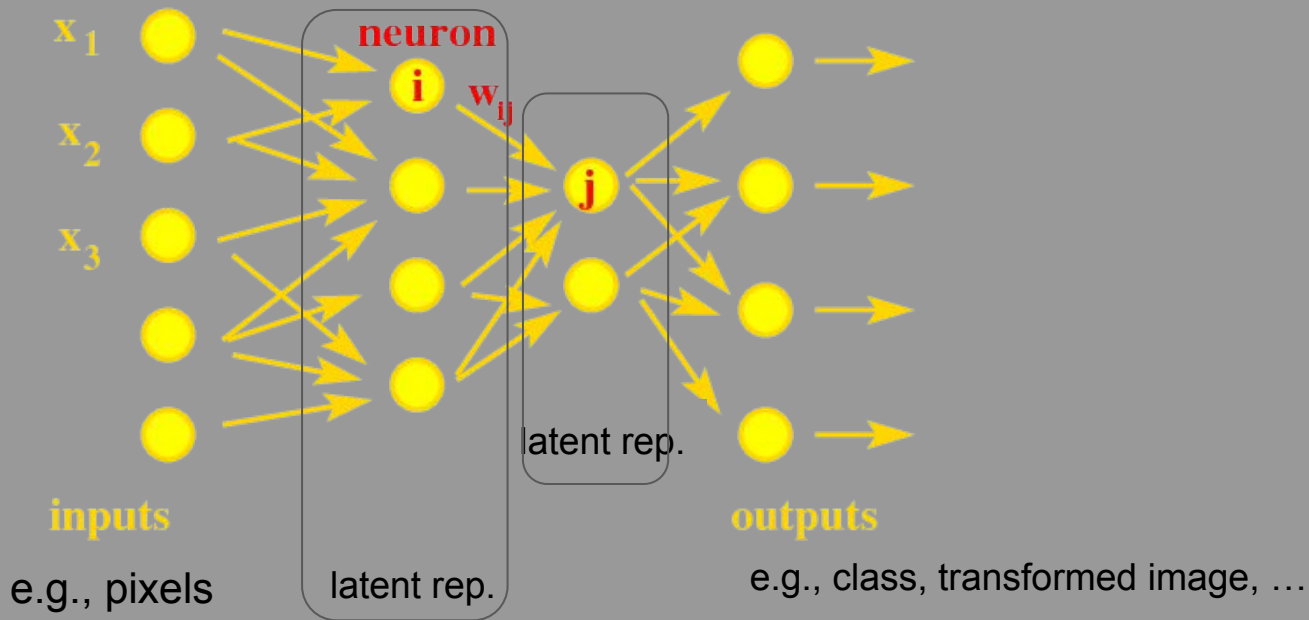 x1
neuron
i
wij
x2
j
x3
latent rep.
inputs
outputs
e.g., pixels
latent rep.
e.g., class, transformed image, …